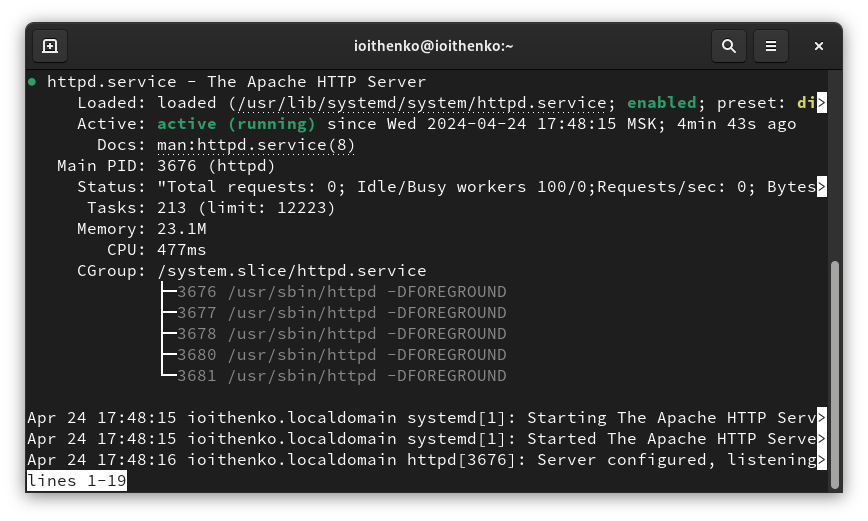 ioithenko@ioithenko:~
● httpd.service - The Apache HTTP Server
Loaded: loaded (/usr/lib/systemd/system/httpd.service; enabled; preset: di>
Active: active (running) since Wed 2024-04-24 17:48:15 MSK; 4min 43s ago
Docs: man:httpd.service(8)
Main PID: 3676 (httpd)
Status: "Total requests: 0; Idle/Busy workers 100/0;Requests/sec: 0; Bytes>
Tasks: 213 (limit: 12223)
Memory: 23.1M
CPU: 477ms
CGroup: /system.slice/httpd.service
├─3676 /usr/sbin/httpd -DFOREGROUND
├─3677 /usr/sbin/httpd -DFOREGROUND
├─3678 /usr/sbin/httpd -DFOREGROUND
├─3680 /usr/sbin/httpd -DFOREGROUND
└─3681 /usr/sbin/httpd -DFOREGROUND
Apr 24 17:48:15 ioithenko.localdomain systemd[1]: Starting The Apache HTTP Serv>
Apr 24 17:48:15 ioithenko.localdomain systemd[1]: Started The Apache HTTP Serve>
Apr 24 17:48:16 ioithenko.localdomain httpd[3676]: Server configured, listening>
lines 1-19